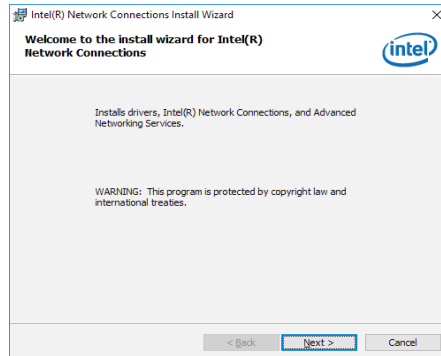 Intel(R) Network Connections Install Wizard
Welcome to the install wizard for Intel(R)
Network Connections
intel
Installs drivers, Intel(R) Network Connections, and Advanced
Networking Services.
WARNING: This program is protected by copyright law and
international treaties.
< Back
Next >
Cancel